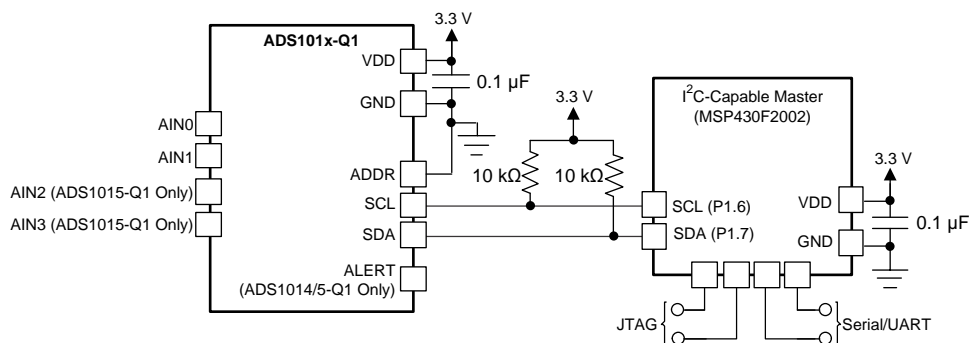 3.3 V
ADS101x-Q1
VDD
0.1 µF
GND
3.3 V
I²C-Capable Master
(MSP430F2002)
AIN0
AIN1
ADDR
10 kΩ
10 kΩ
3.3 V
AIN2 (ADS1015-Q1 Only)
SCL
SCL (P1.6)
VDD
AIN3 (ADS1015-Q1 Only)
SDA
SDA (P1.7)
GND
0.1 µF
ALERT
(ADS1014/5-Q1 Only)
JTAG
Serial/UART